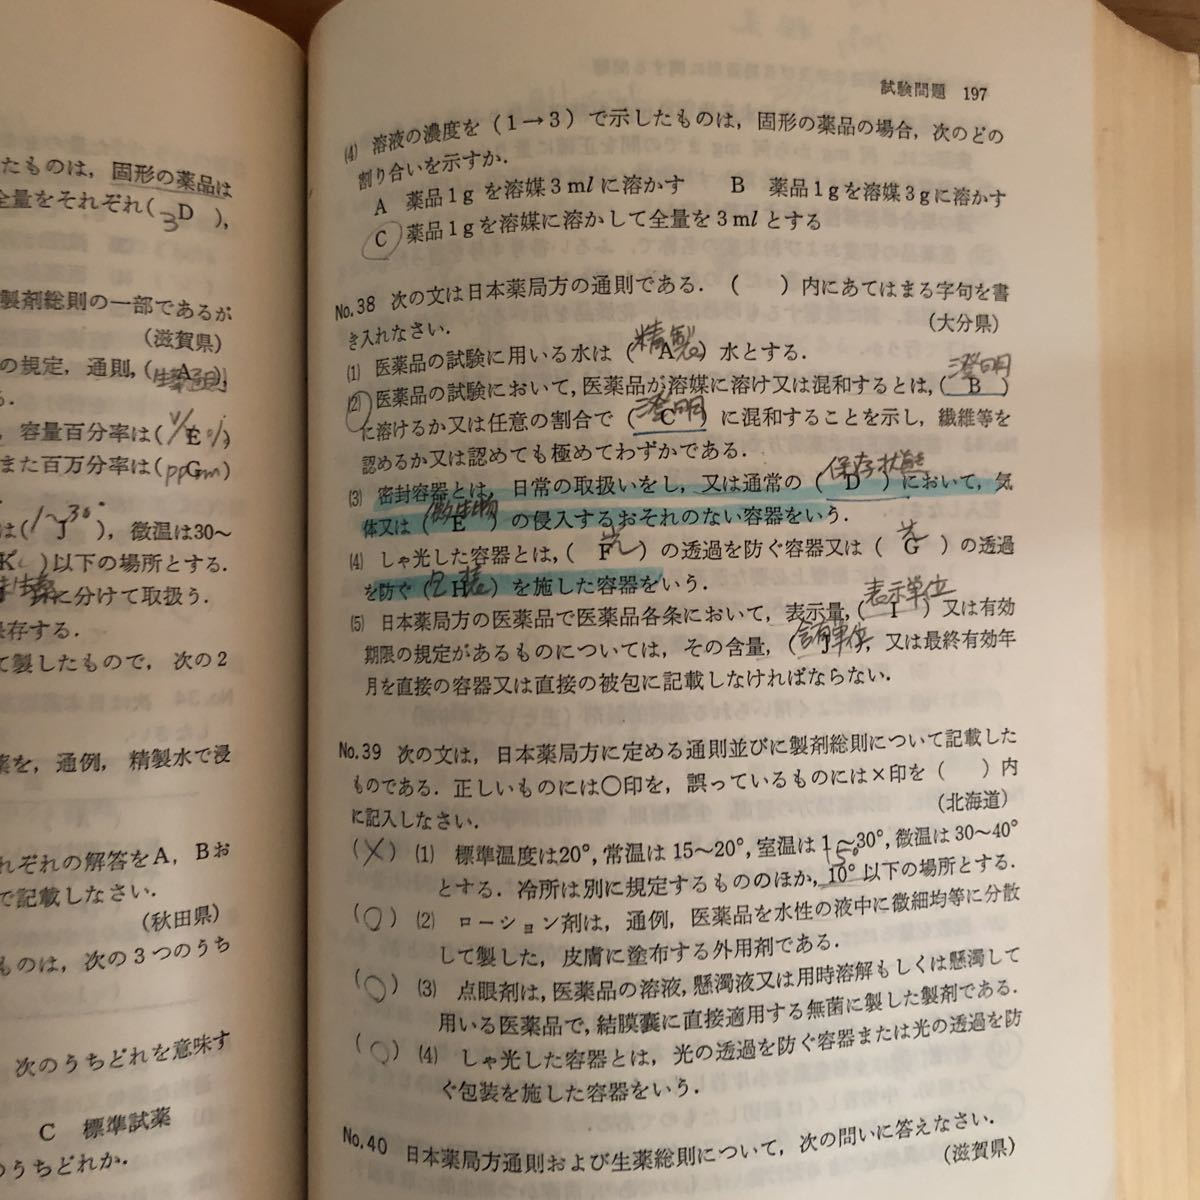 たものは，固形の薬品は
全量をそれぞれ(3D)，
製剤総則の一部であるが
(滋賀県)
の規定，通則，(A)，
る．
，容量百分率は(V/E%)
また百万分率は(ppGm)
は(1〜J30°)，微温は30〜
K)以下の場所とする．
に分けて取扱う．
保存する．
て製したもので，次の2
薬を，通例，精製水で浸
れぞれの解答をA，Bお
で記載しなさい．
(秋田県)
ものは，次の3つのうち
次のうちどれを意味す
C 標準試薬
のうちどれか．
試験問題 197
(4) 溶液の濃度を(1→3)で示したものは，固形の薬品の場合，次のどの
割り合いを示すか．
A 薬品1gを溶媒3mlに溶かす B 薬品1gを溶媒3gに溶かす
C 薬品1gを溶媒に溶かして全量を3mlとする
No.38 次の文は日本薬局方の通則である．( )内にあてはまる字句を書
き入れなさい． (大分県)
精製
(1) 医薬品の試験に用いる水は(A)水とする．
澄明
(2) 医薬品の試験において，医薬品が溶媒に溶け又は混和するとは，(B)
澄明
に溶けるか又は任意の割合で(C)に混和することを示し，繊維等を
認めるか又は認めても極めてわずかである．
保存状態
(3) 密封容器とは，日常の取扱いをし，又は通常の(D)において，気
微生物
体又は(E)の侵入するおそれのない容器をいう．
光 光
(4) しゃ光した容器とは，(F)の透過を防ぐ容器又は(G)の透過
包装
を防ぐ(H)を施した容器をいう．
表示単位
(5) 日本薬局方の医薬品で医薬品各条において，表示量，(I)又は有効
含有単位
期限の規定があるものについては，その含量，(J)，又は最終有効年
月を直接の容器又は直接の被包に記載しなければならない．
No.39 次の文は，日本薬局方に定める通則並びに製剤総則について記載した
ものである．正しいものには○印を，誤っているものには×印を( )内
に記入しなさい． (北海道)
(×) (1) 標準温度は20°，常温は15〜20°，室温は1〜30°，微温は30〜40°
とする．冷所は別に規定するもののほか，10°以下の場所とする．
(○) (2) ローション剤は，通例，医薬品を水性の液中に微細均等に分散
して製した，皮膚に塗布する外用剤である．
(○) (3) 点眼剤は，医薬品の溶液，懸濁液又は用時溶解もしくは懸濁して
用いる医薬品で，結膜嚢に直接適用する無菌に製した製剤である．
(○) (4) しゃ光した容器とは，光の透過を防ぐ容器または光の透過を防
ぐ包装を施した容器をいう．
No.40 日本薬局方通則および生薬総則について，次の問いに答えなさい．
(滋賀県)